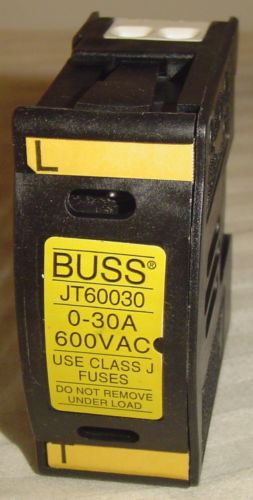 L
BUSS®
JT60030
0-30A
600VAC
USE CLASS J
FUSES
DO NOT REMOVE
UNDER LOAD